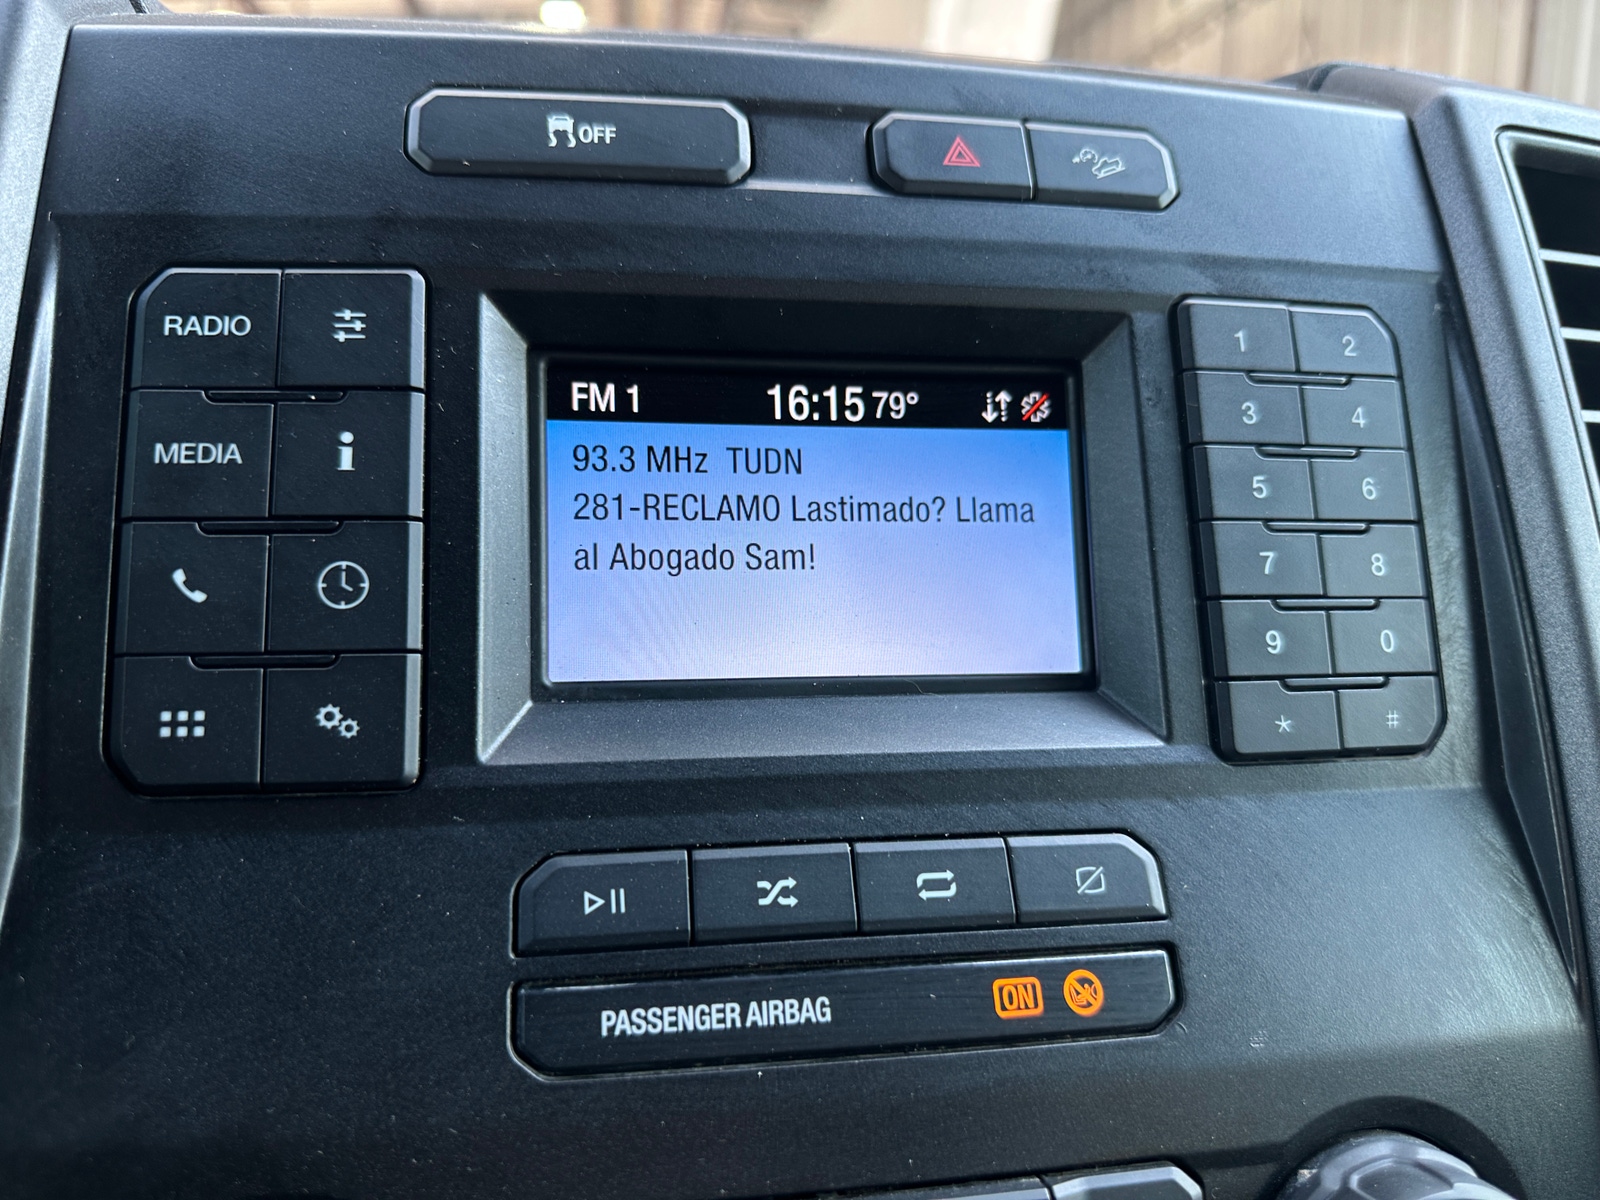 OFF
RADIO
MEDIA
i
FM 1 16:15 79°
93.3 MHz TUDN
281-RECLAMO Lastimado? Llama
al Abogado Sam!
1 2
3 4
5 6
7 8
9 0
* #
PASSENGER AIRBAG ON